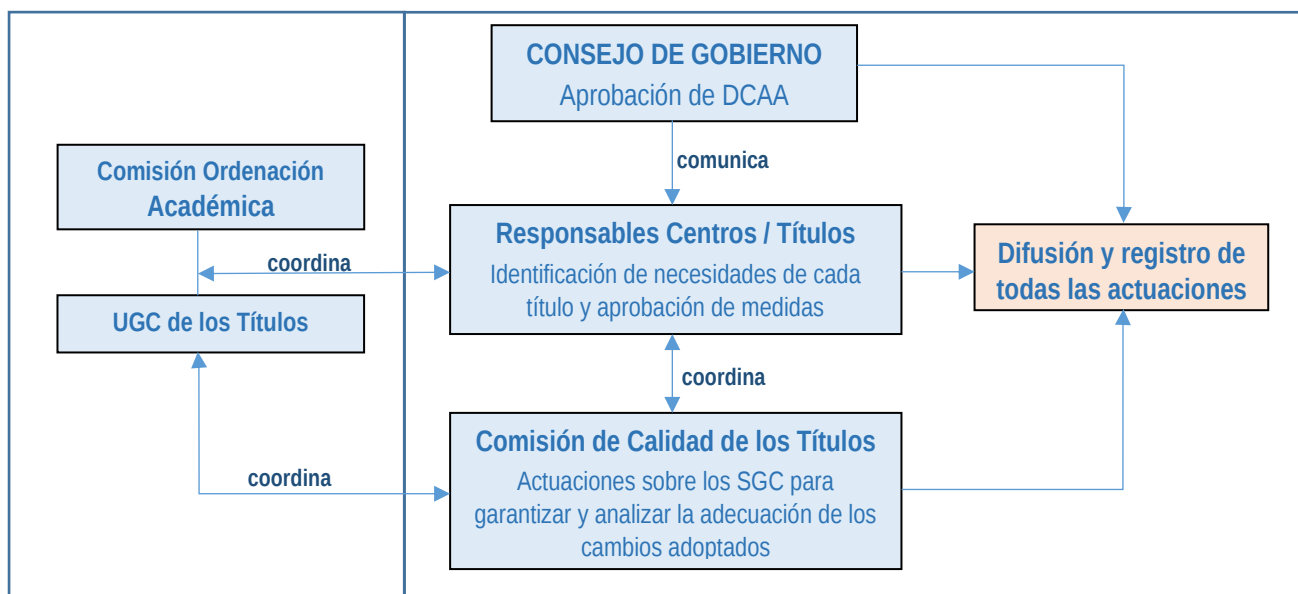 CONSEJO DE GOBIERNO
Aprobación de DCAA
comunica
Comisión Ordenación
Académica
coordina
UGC de los Títulos
Responsables Centros / Títulos
Identificación de necesidades de cada
título y aprobación de medidas
Difusión y registro de
todas las actuaciones
coordina
coordina
Comisión de Calidad de los Títulos
Actuaciones sobre los SGC para
garantizar y analizar la adecuación de los
cambios adoptados